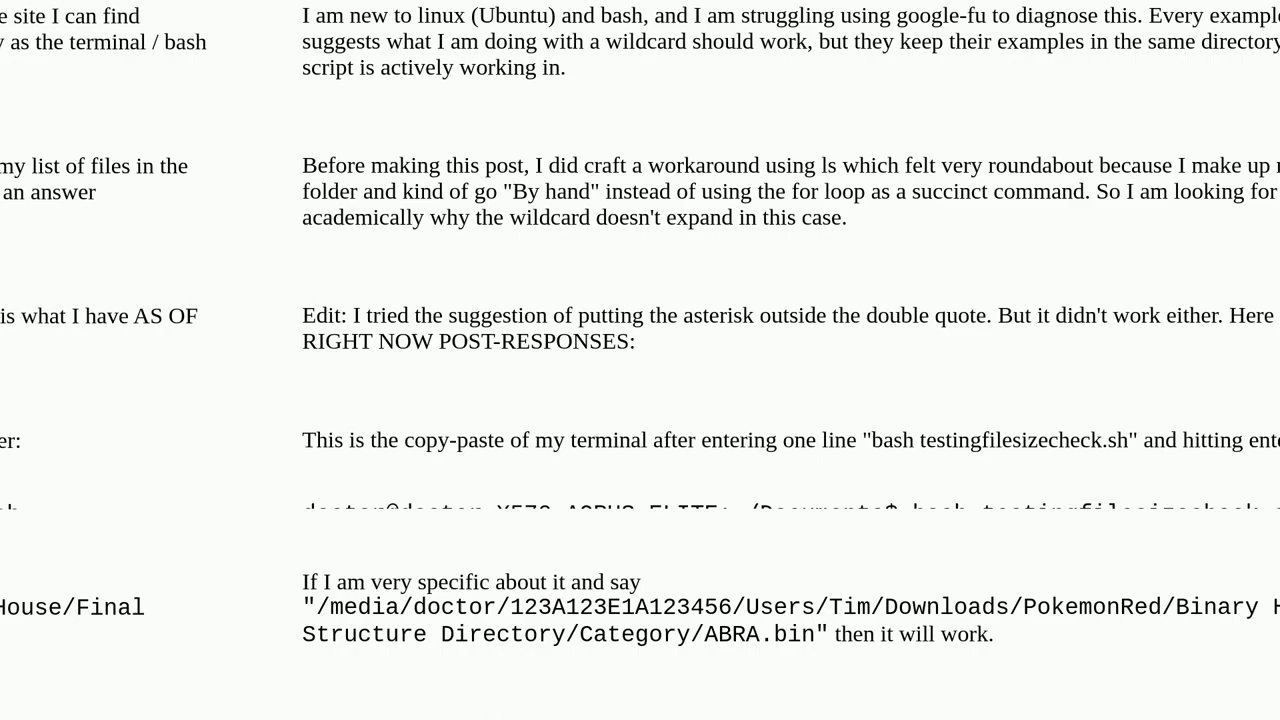 e site I can find
y as the terminal / bash
my list of files in the
an answer
is what I have AS OF
er:
House/Final
I am new to linux (Ubuntu) and bash, and I am struggling using google-fu to diagnose this. Every example
suggests what I am doing with a wildcard should work, but they keep their examples in the same directory
script is actively working in.
Before making this post, I did craft a workaround using ls which felt very roundabout because I make up
folder and kind of go "By hand" instead of using the for loop as a succinct command. So I am looking for
academically why the wildcard doesn't expand in this case.
Edit: I tried the suggestion of putting the asterisk outside the double quote. But it didn't work either. Here
RIGHT NOW POST-RESPONSES:
This is the copy-paste of my terminal after entering one line "bash testingfilesizecheck.sh" and hitting ente
If I am very specific about it and say
"/media/doctor/123A123E1A123456/Users/Tim/Downloads/PokemonRed/Binary H
Structure Directory/Category/ABRA.bin" then it will work.